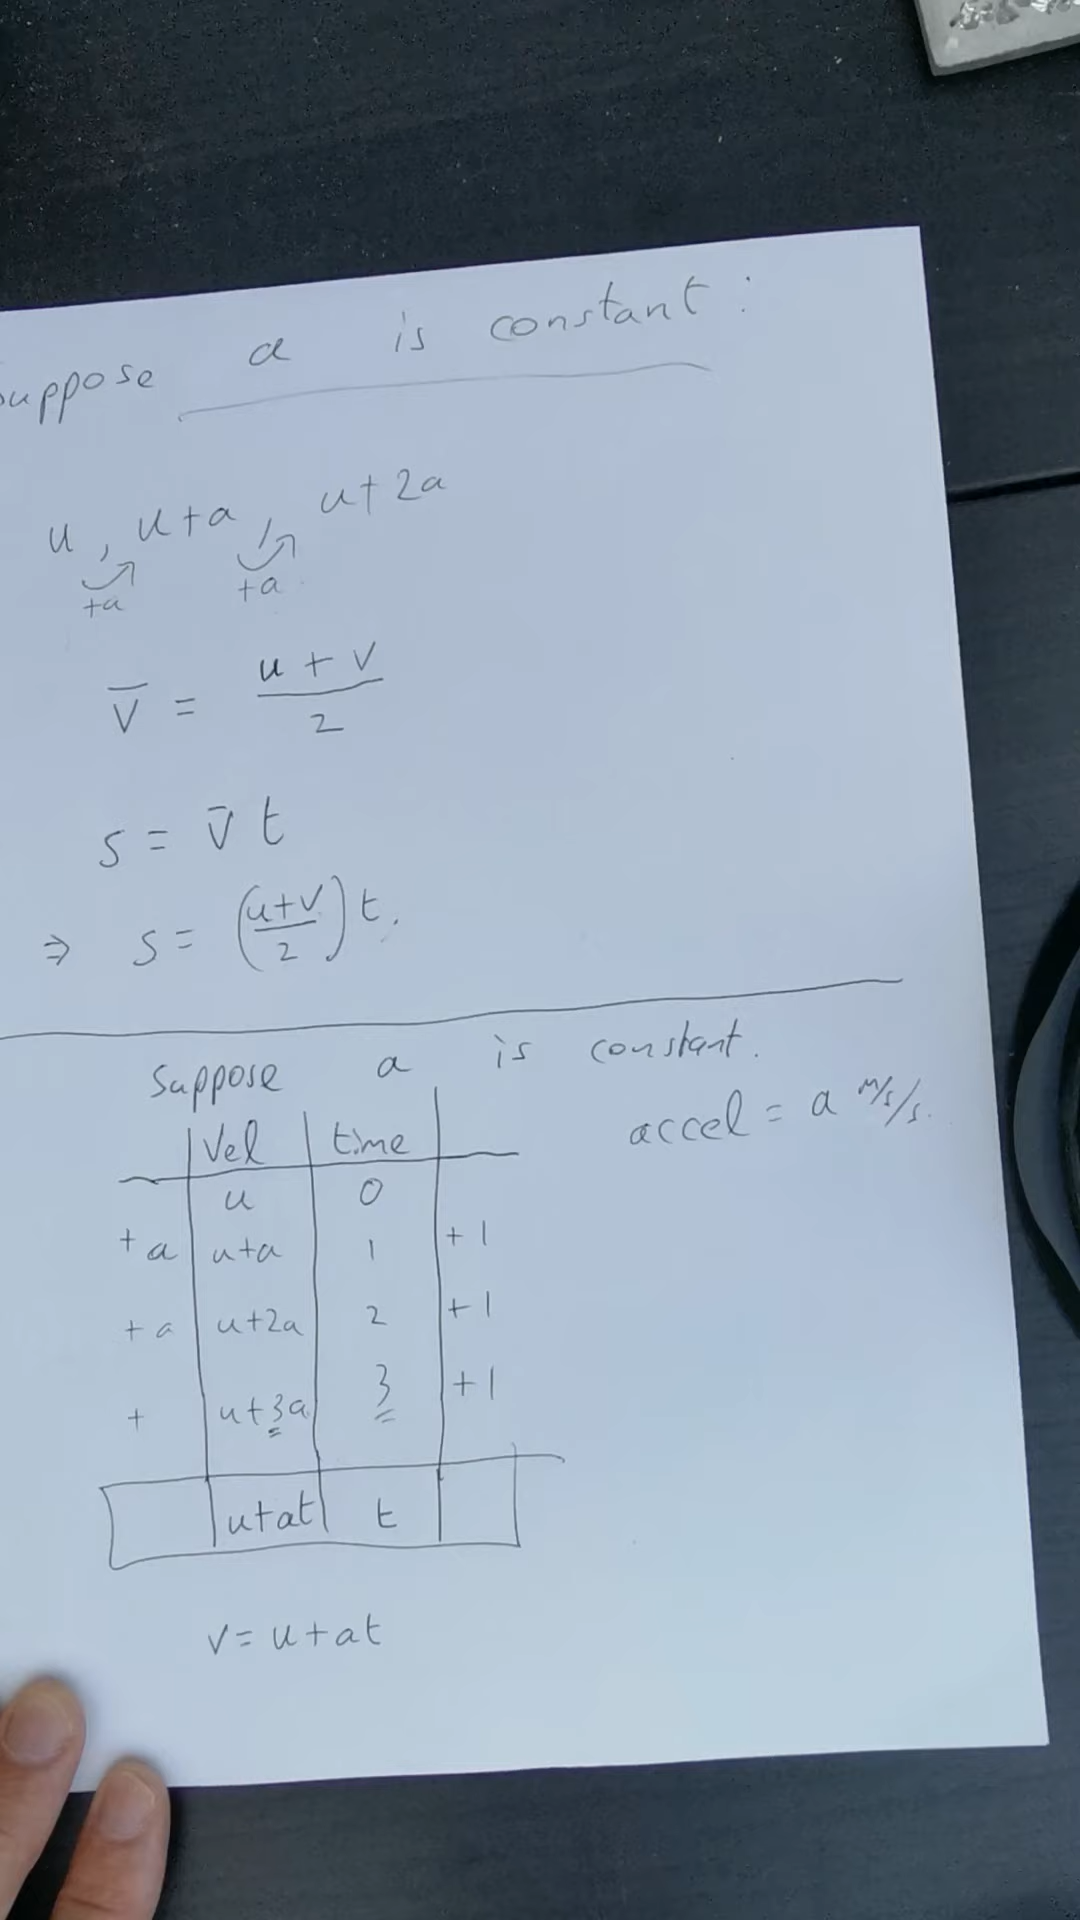 suppose a is constant:
u, u+a, u+2a
+a +a
v̄ = u + v / 2
s = v̄ t
⇒ s = (u+v / 2) t.
Suppose a is constant.
accel = a m/s/s.
Vel time
u 0
+a u+a 1 +1
+a u+2a 2 +1
+ u+3a 3 +1
u+at t
v = u + at